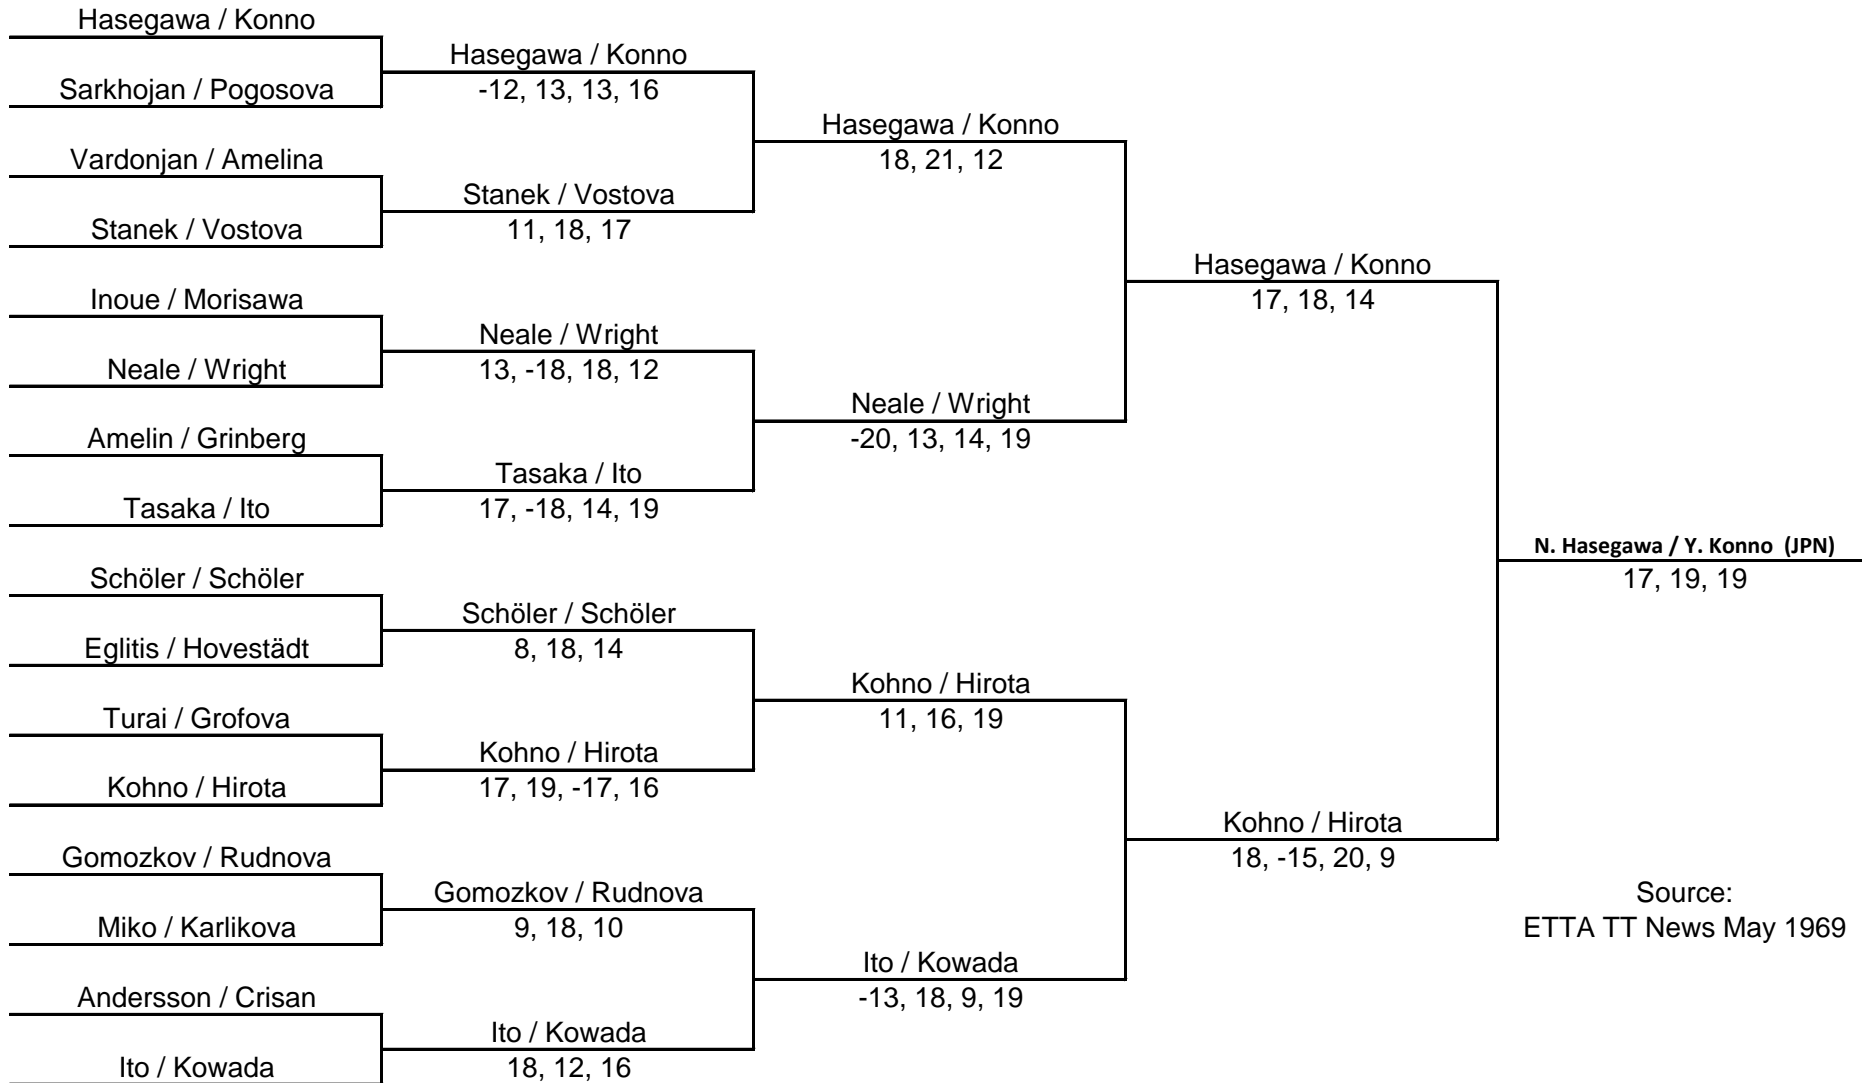 Hasegawa / Konno
Sarkhojan / Pogosova
Vardonjan / Amelina
Stanek / Vostova
Inoue / Morisawa
Neale / Wright
Amelin / Grinberg
Tasaka / Ito
Schöler / Schöler
Eglitis / Hovestädt
Turai / Grofova
Kohno / Hirota
Gomozkov / Rudnova
Miko / Karlikova
Andersson / Crisan
Ito / Kowada
Hasegawa / Konno
-12, 13, 13, 16
Stanek / Vostova
11, 18, 17
Neale / Wright
13, -18, 18, 12
Tasaka / Ito
17, -18, 14, 19
Schöler / Schöler
8, 18, 14
Kohno / Hirota
17, 19, -17, 16
Gomozkov / Rudnova
9, 18, 10
Ito / Kowada
18, 12, 16
Hasegawa / Konno
18, 21, 12
Neale / Wright
-20, 13, 14, 19
Kohno / Hirota
11, 16, 19
Ito / Kowada
-13, 18, 9, 19
Hasegawa / Konno
17, 18, 14
Kohno / Hirota
18, -15, 20, 9
N. Hasegawa / Y. Konno (JPN)
17, 19, 19
Source:
ETTA TT News May 1969